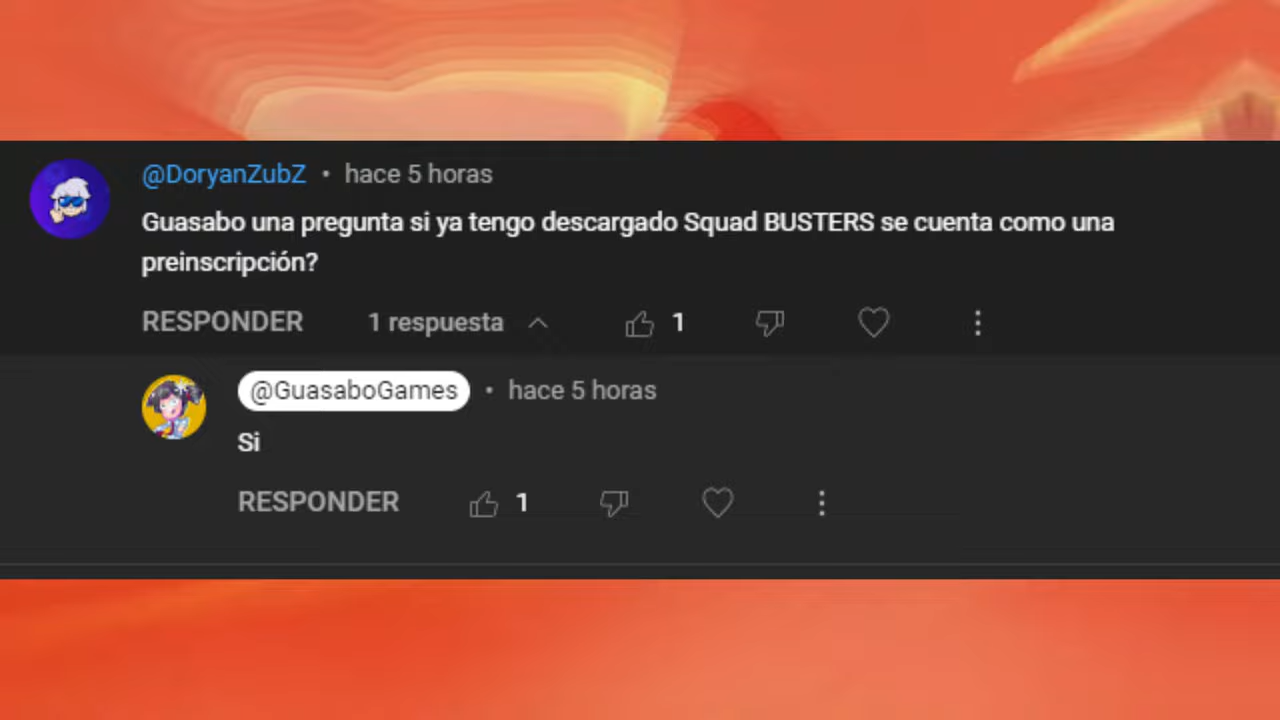 @DoryanZubZ • hace 5 horas
Guasabo una pregunta si ya tengo descargado Squad BUSTERS se cuenta como una
preinscripción?
RESPONDER 1 respuesta 1
@GuasaboGames • hace 5 horas
Si
RESPONDER 1